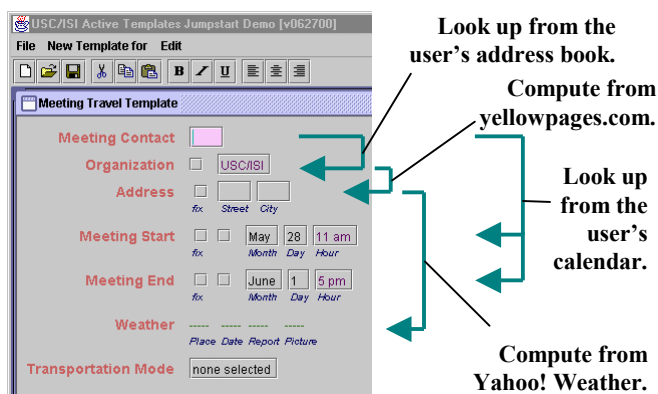 USC/ISI Active Templates Jumpstart Demo [v062700]
File New Template for Edit
B I U
Meeting Travel Template
Meeting Contact
Organization USC/ISI
Address
fix Street City
Meeting Start May 28 11 am
fix Month Day Hour
Meeting End June 1 5 pm
fix Month Day Hour
Weather ----- ----- ----- -----
Place Date Report Picture
Transportation Mode none selected
Look up from the
user's address book.
Compute from
yellowpages.com.
Look up
from the
user's
calendar.
Compute from
Yahoo! Weather.